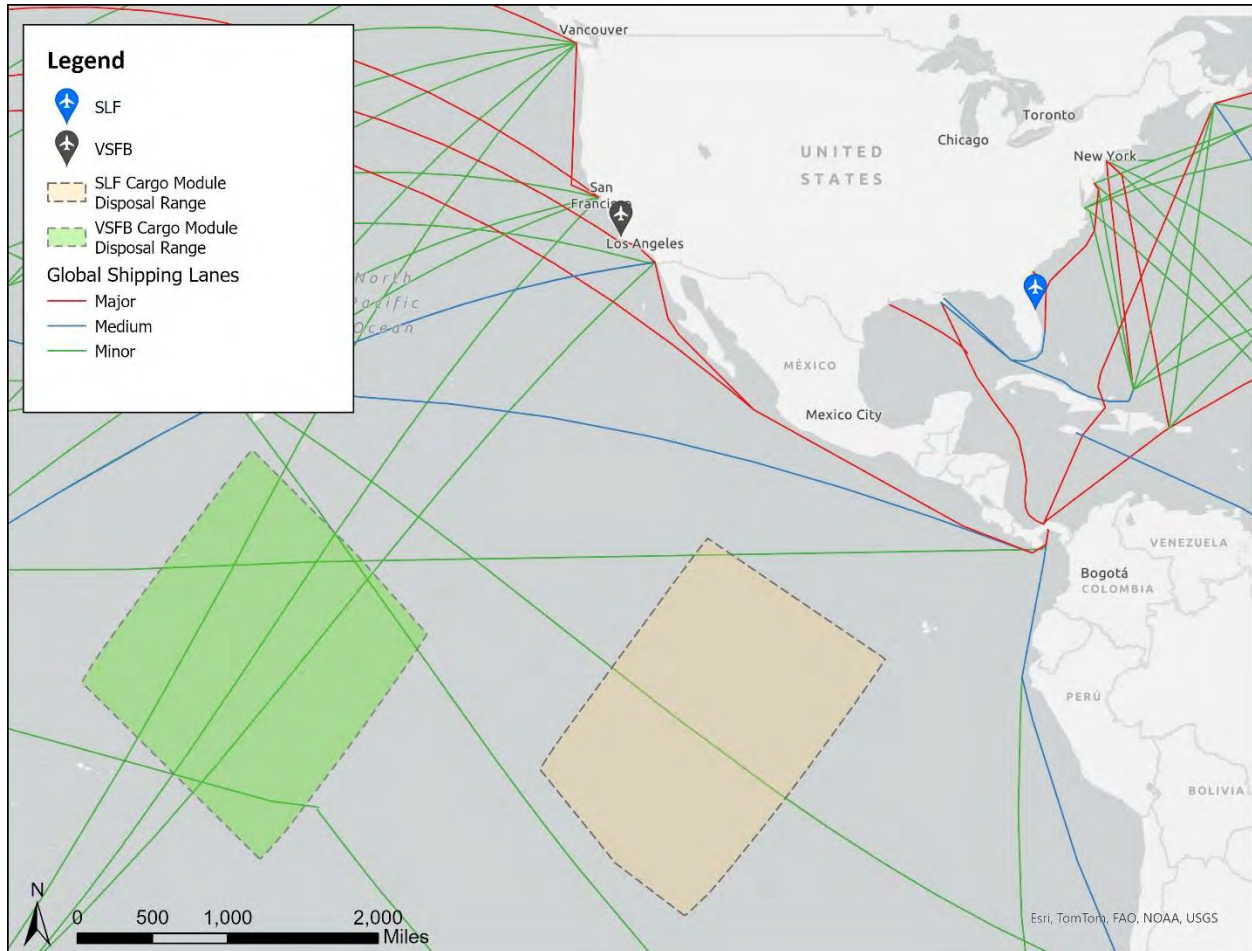 Legend
SLF
VSFB
SLF Cargo Module
Disposal Range
VSFB Cargo Module
Disposal Range
Global Shipping Lanes
Major
Medium
Minor
Vancouver
Toronto
Chicago
New York
UNITED
STATES
San
Francisco
Los Angeles
North
Pacific
Ocean
MÉXICO
Mexico City
VENEZUELA
Bogotá
COLOMBIA
PERÚ
BOLIVIA
N
0 500 1,000 2,000
Miles
Esri, TomTom, FAO, NOAA, USGS